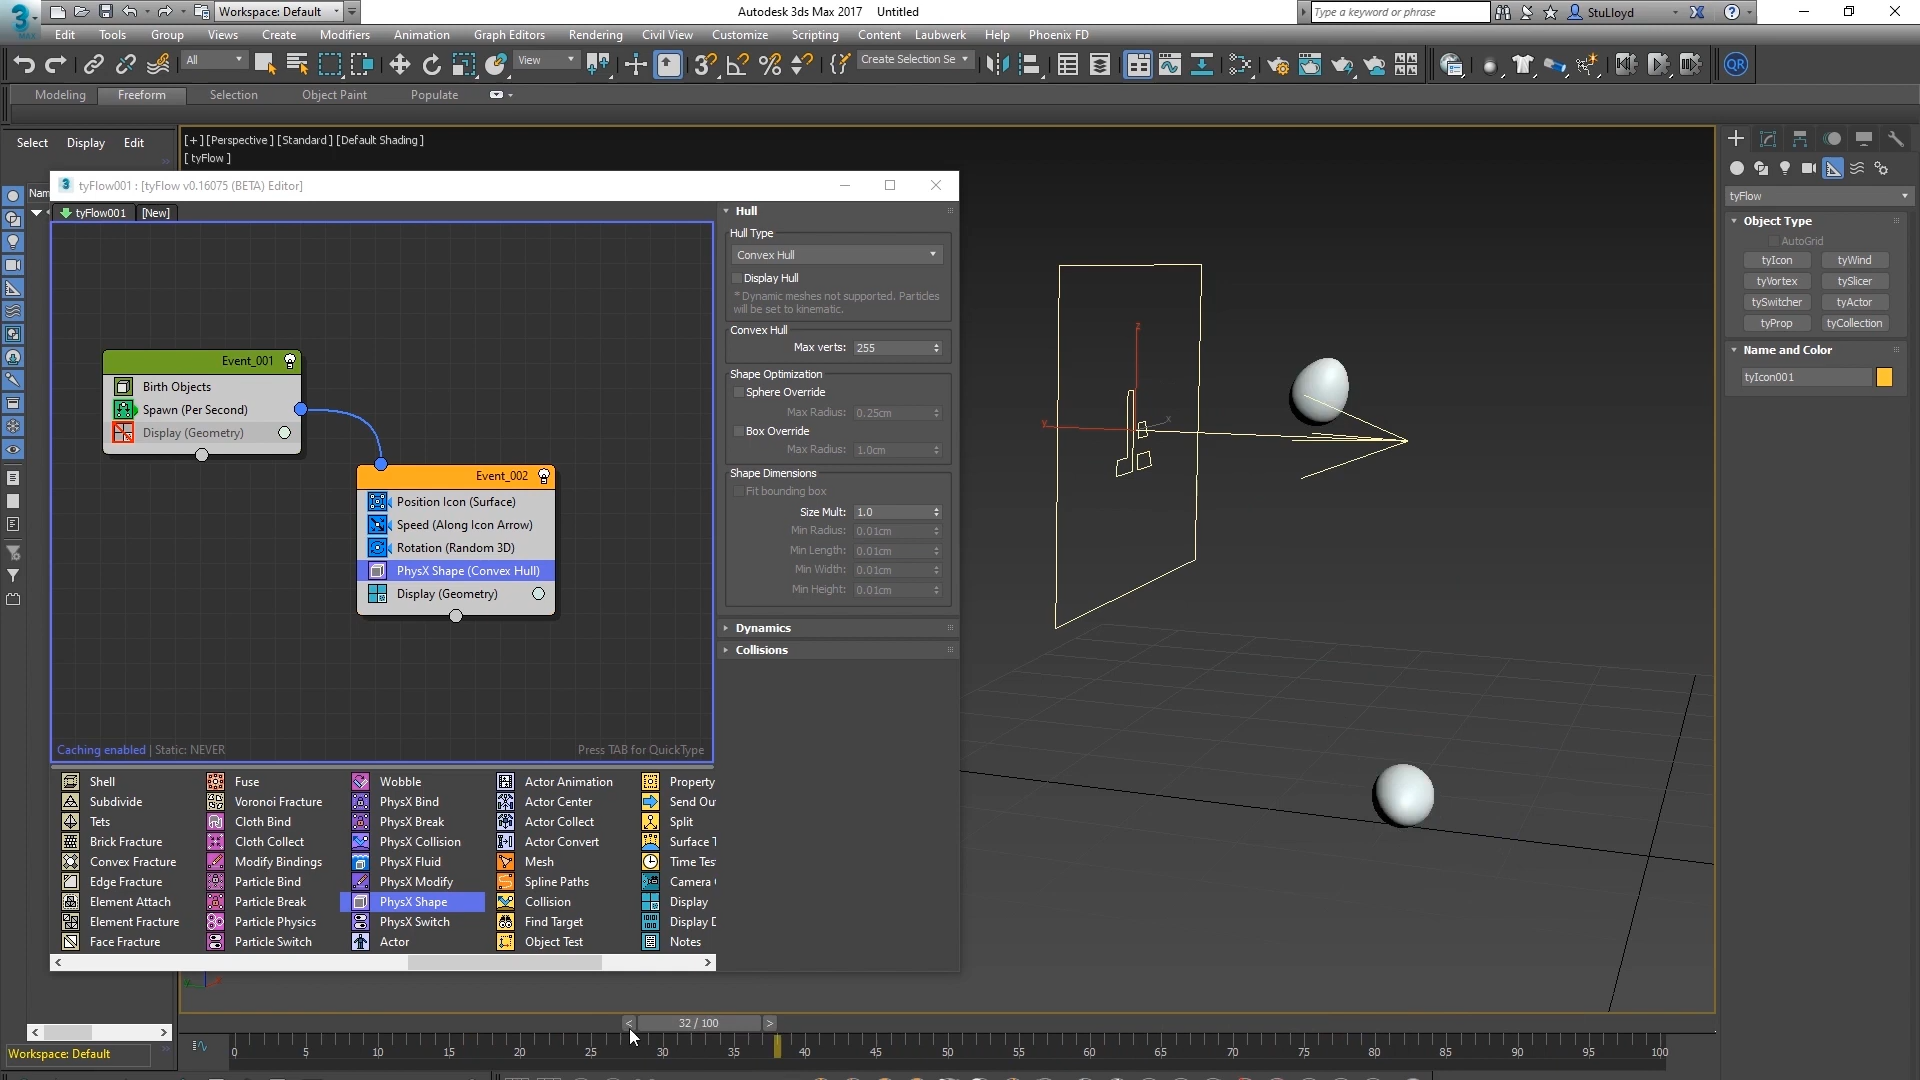 3
MAX
Workspace: Default
Autodesk 3ds Max 2017 Untitled
Type a keyword or phrase
StuLloyd
Edit Tools Group Views Create Modifiers Animation Graph Editors Rendering Civil View Customize Scripting Content Laubwerk Help Phoenix FD
All
View
Create Selection Se
QR
Modeling Freeform Selection Object Paint Populate
Select Display Edit
[+] [Perspective ] [Standard ] [Default Shading ]
[ tyFlow ]
Nam
3 tyFlow001 : [tyFlow v0.16075 (BETA) Editor]
tyFlow001 [New]
Event_001
Birth Objects
Spawn (Per Second)
Display (Geometry)
Event_002
Position Icon (Surface)
Speed (Along Icon Arrow)
Rotation (Random 3D)
PhysX Shape (Convex Hull)
Display (Geometry)
Caching enabled | Static: NEVER
Press TAB for QuickType
Hull
Hull Type
Convex Hull
Display Hull
* Dynamic meshes not supported. Particles
will be set to kinematic.
Convex Hull
Max verts: 255
Shape Optimization
Sphere Override
Max Radius: 0.25cm
Box Override
Max Radius: 1.0cm
Shape Dimensions
Fit bounding box
Size Mult: 1.0
Min Radius: 0.01cm
Min Length: 0.01cm
Min Width: 0.01cm
Min Height: 0.01cm
Dynamics
Collisions
Shell Fuse Wobble Actor Animation Property
Subdivide Voronoi Fracture PhysX Bind Actor Center Send Ou
Tets Cloth Bind PhysX Break Actor Collect Split
Brick Fracture Cloth Collect PhysX Collision Actor Convert Surface T
Convex Fracture Modify Bindings PhysX Fluid Mesh Time Tes
Edge Fracture Particle Bind PhysX Modify Spline Paths Camera
Element Attach Particle Break PhysX Shape Collision Display
Element Fracture Particle Physics PhysX Switch Find Target Display D
Face Fracture Particle Switch Actor Object Test Notes
z
y
x
tyFlow
Object Type
AutoGrid
tyIcon tyWind
tyVortex tySlicer
tySwitcher tyActor
tyProp tyCollection
Name and Color
tyIcon001
< 32 / 100 >
Workspace: Default
0 5 10 15 20 25 30 35 40 45 50 55 60 65 70 75 80 85 90 95 100